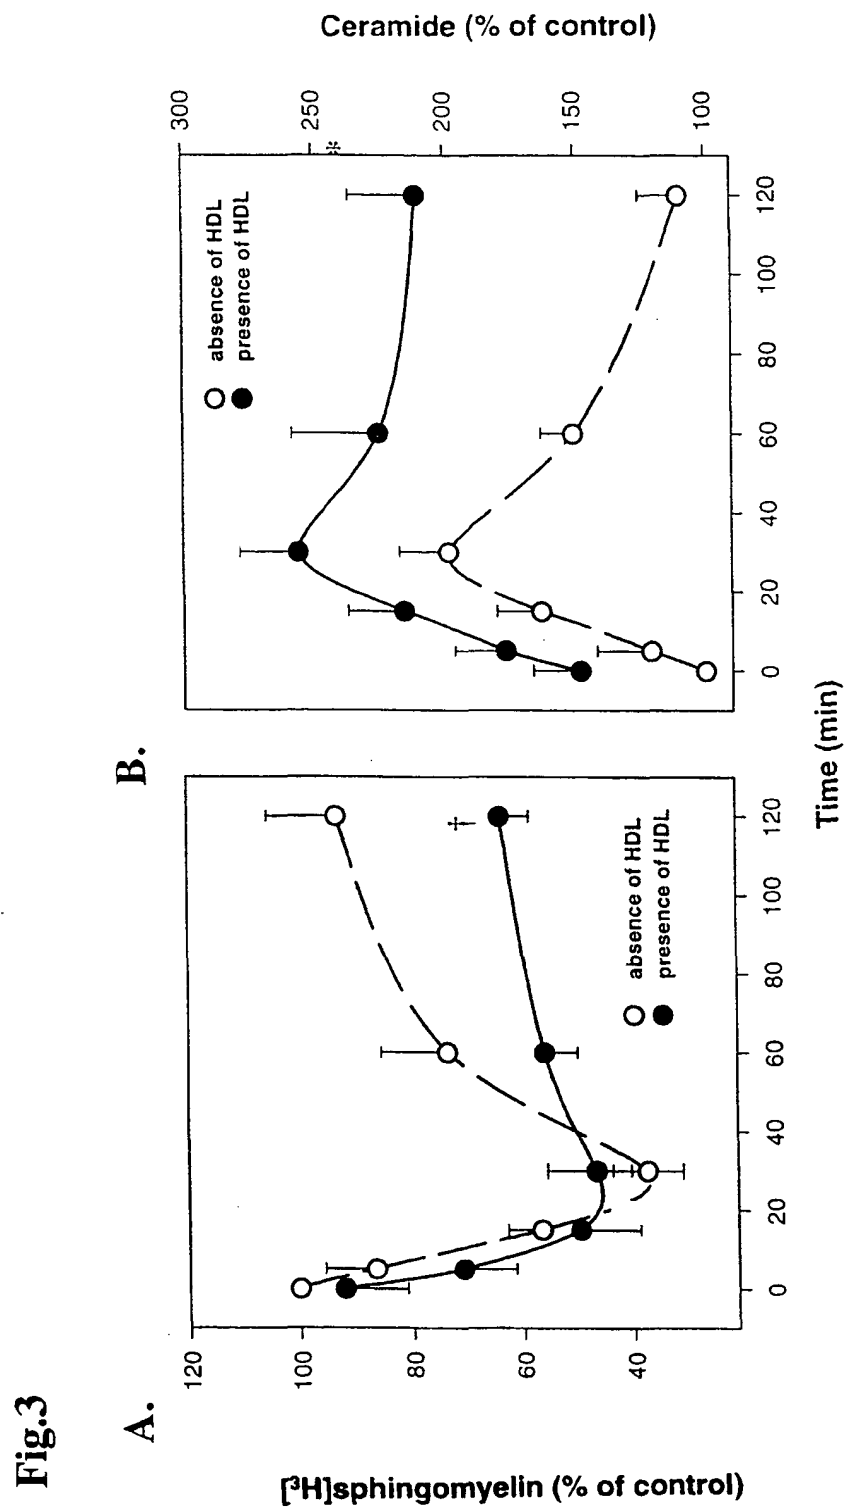 Fig.3
A.
[³H]sphingomyelin (% of control)
120
100
80
60
40
0
20
40
60
80
100
120
absence of HDL
presence of HDL
†
B.
absence of HDL
presence of HDL
*
300
250
200
150
100
Ceramide (% of control)
0
20
40
60
80
100
120
Time (min)